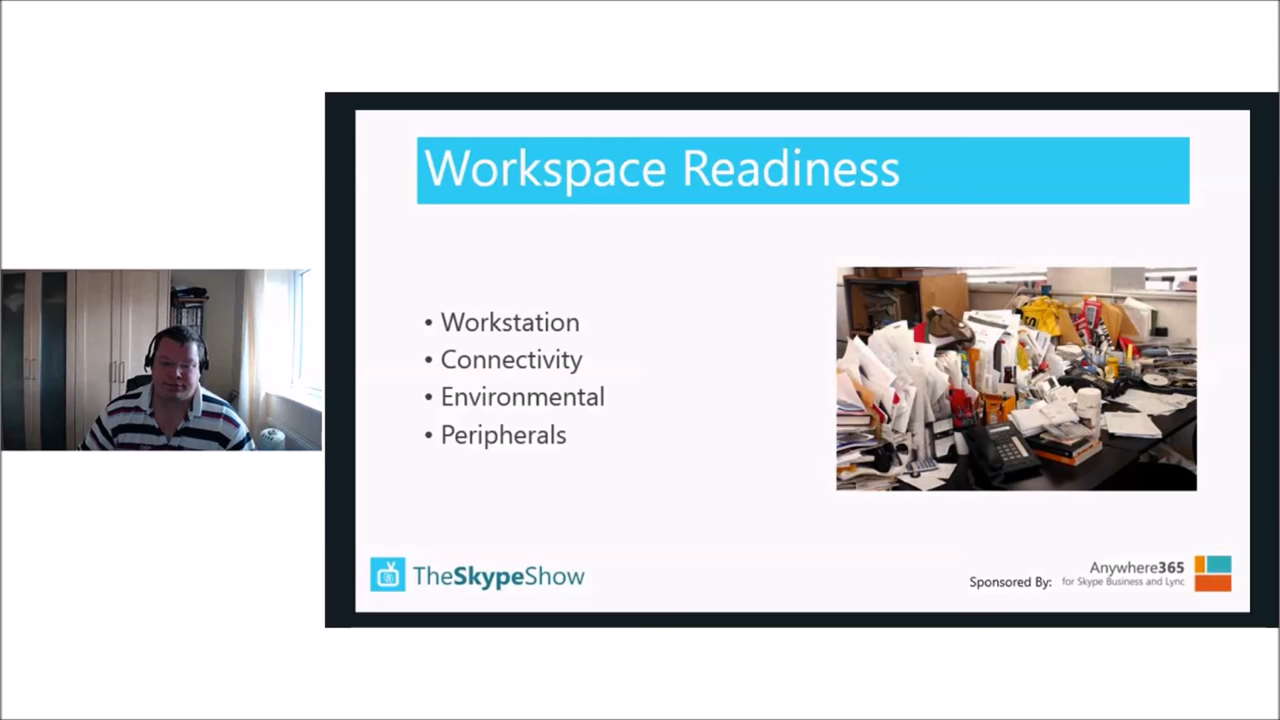 Workspace Readiness
• Workstation
• Connectivity
• Environmental
• Peripherals
TheSkypeShow
Sponsored By:
Anywhere365
for Skype Business and Lync